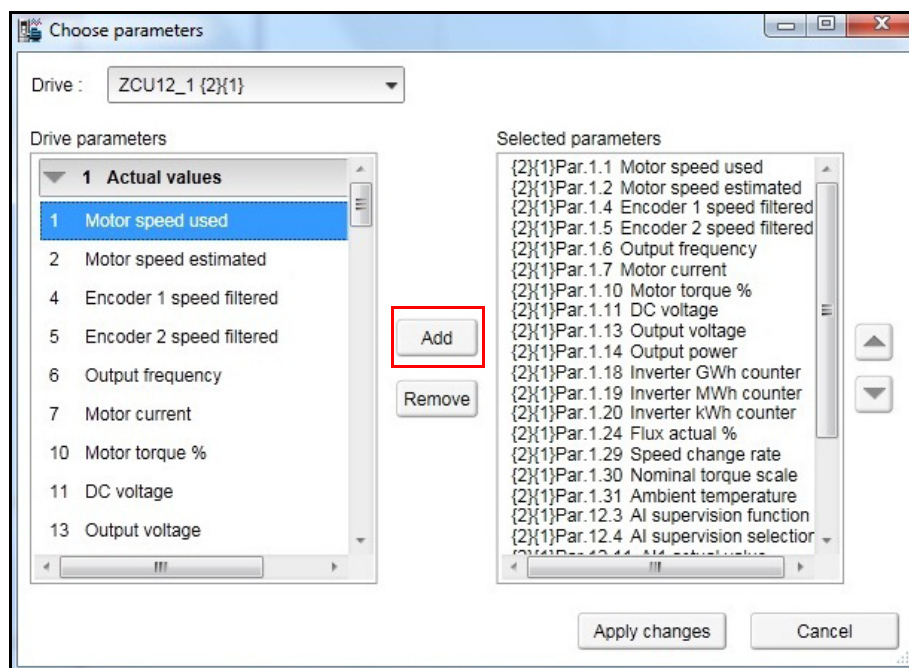 Choose parameters
Drive :
ZCU12_1 {2}{1}
Drive parameters
1 Actual values
1 Motor speed used
2 Motor speed estimated
4 Encoder 1 speed filtered
5 Encoder 2 speed filtered
6 Output frequency
7 Motor current
10 Motor torque %
11 DC voltage
13 Output voltage
Add
Remove
Selected parameters
{2}{1}Par.1.1 Motor speed used
{2}{1}Par.1.2 Motor speed estimated
{2}{1}Par.1.4 Encoder 1 speed filtered
{2}{1}Par.1.5 Encoder 2 speed filtered
{2}{1}Par.1.6 Output frequency
{2}{1}Par.1.7 Motor current
{2}{1}Par.1.10 Motor torque %
{2}{1}Par.1.11 DC voltage
{2}{1}Par.1.13 Output voltage
{2}{1}Par.1.14 Output power
{2}{1}Par.1.18 Inverter GWh counter
{2}{1}Par.1.19 Inverter MWh counter
{2}{1}Par.1.20 Inverter kWh counter
{2}{1}Par.1.24 Flux actual %
{2}{1}Par.1.29 Speed change rate
{2}{1}Par.1.30 Nominal torque scale
{2}{1}Par.1.31 Ambient temperature
{2}{1}Par.12.3 AI supervision function
{2}{1}Par.12.4 AI supervision selection
{2}{1}Par.12.11 AI1 actual value
Apply changes
Cancel